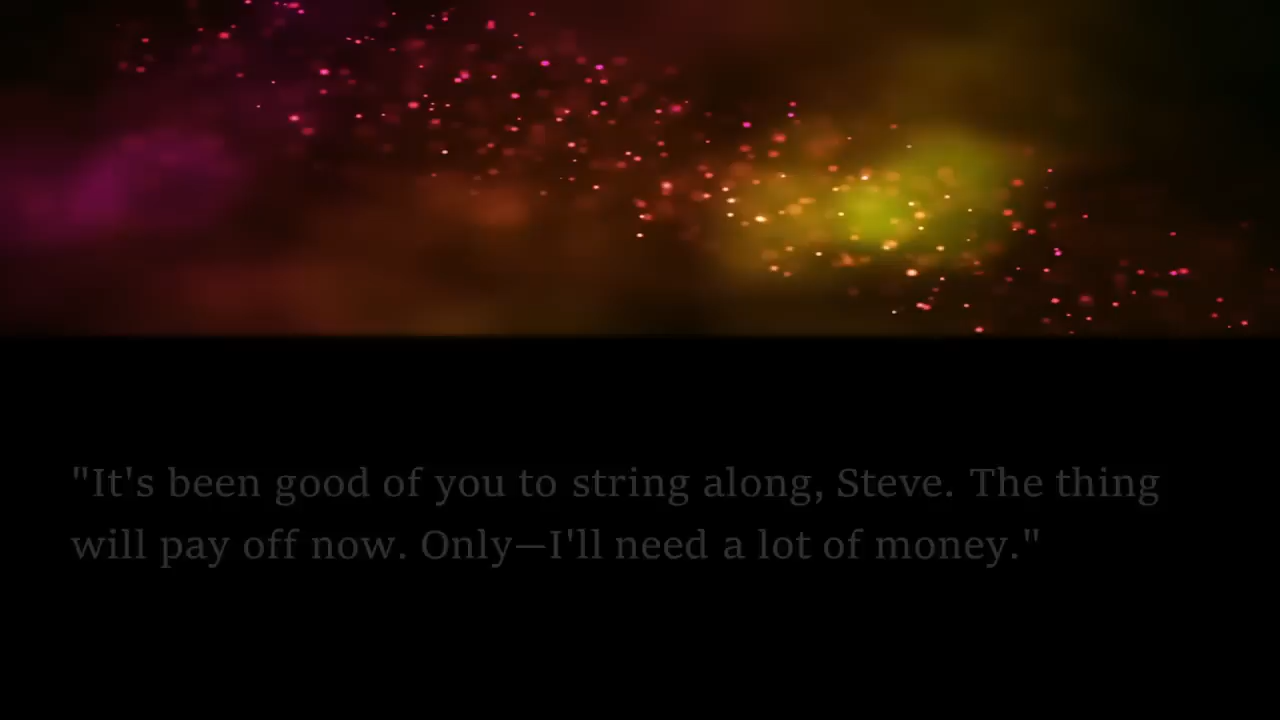 "It's been good of you to string along, Steve. The thing
will pay off now. Only—I'll need a lot of money."